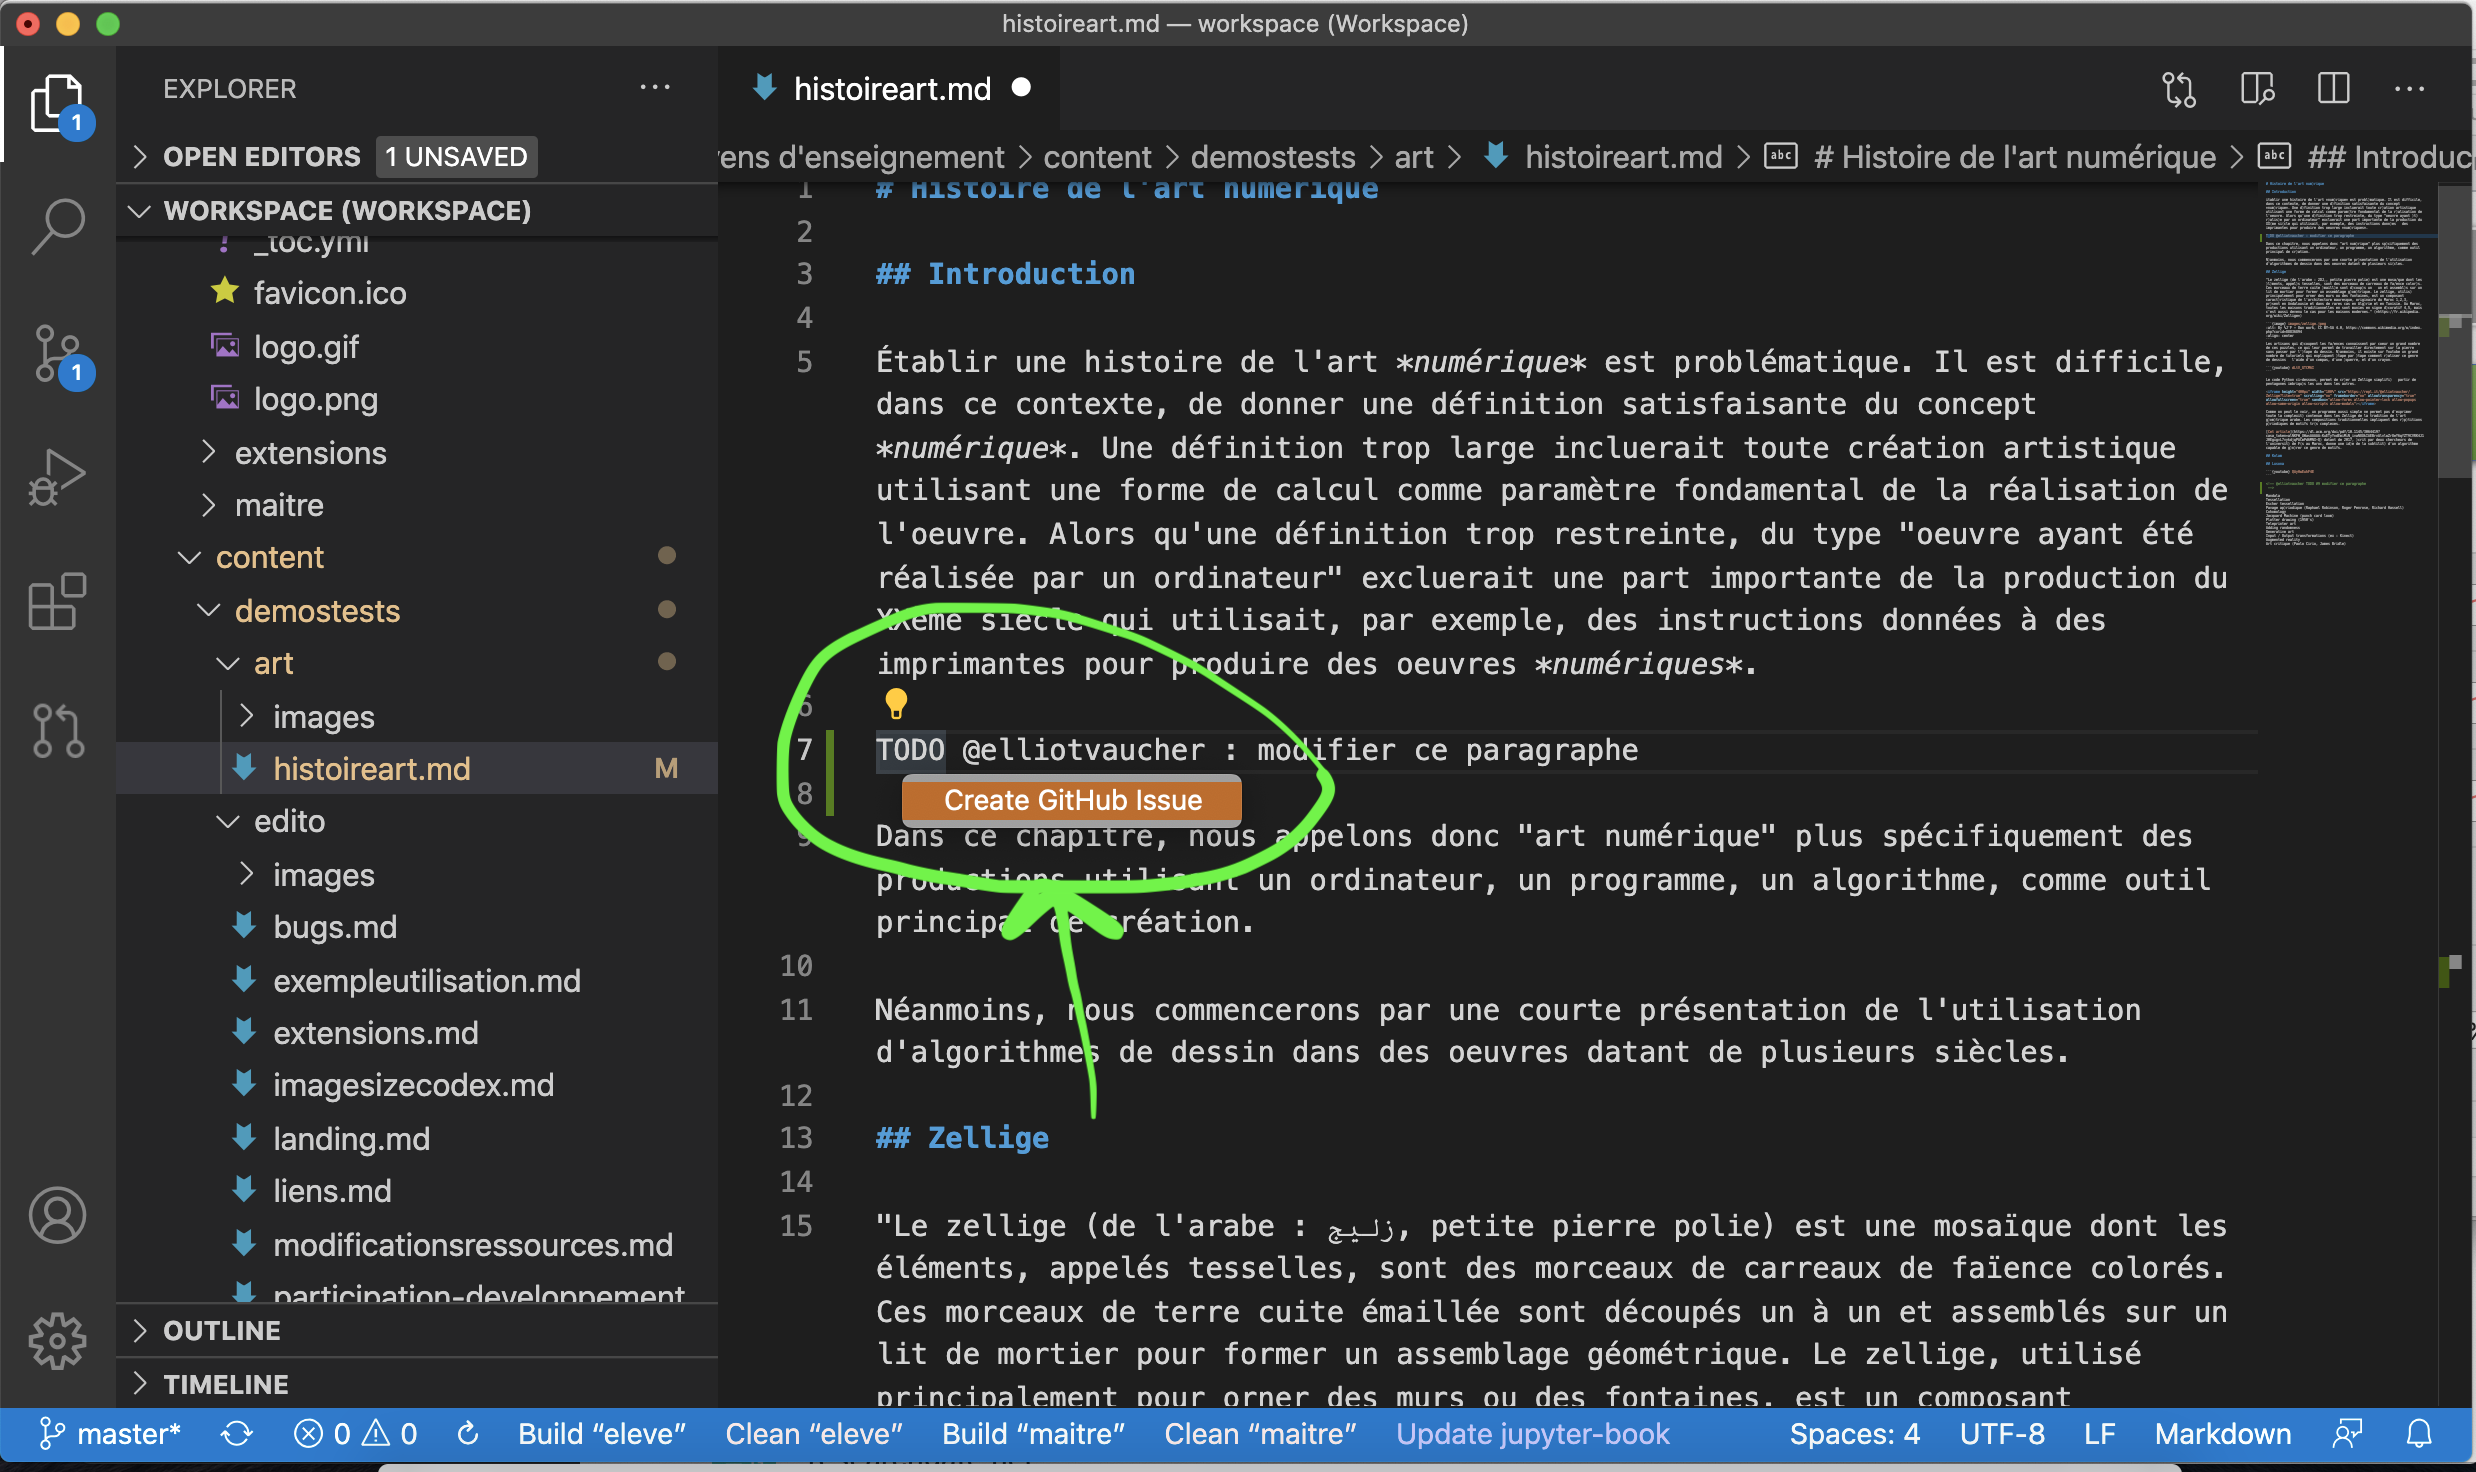 histoireart.md — workspace (Workspace)
EXPLORER
OPEN EDITORS 1 UNSAVED
WORKSPACE (WORKSPACE)
_toc.yml
favicon.ico
logo.gif
logo.png
extensions
maitre
content
demostests
art
images
histoireart.md M
edito
images
bugs.md
exempleutilisation.md
extensions.md
imagesizecodex.md
landing.md
liens.md
modificationsressources.md
participation-developpement
OUTLINE
TIMELINE
1
1
histoireart.md
ens d'enseignement > content > demostests > art > histoireart.md > # Histoire de l'art numérique > ## Introduc
1 # Histoire de l'art numérique
2
3 ## Introduction
4
5 Établir une histoire de l'art *numérique* est problématique. Il est difficile,
dans ce contexte, de donner une définition satisfaisante du concept
*numérique*. Une définition trop large incluerait toute création artistique
utilisant une forme de calcul comme paramètre fondamental de la réalisation de
l'oeuvre. Alors qu'une définition trop restreinte, du type "oeuvre ayant été
réalisée par un ordinateur" excluerait une part importante de la production du
XXeme siècle qui utilisait, par exemple, des instructions données à des
imprimantes pour produire des oeuvres *numériques*.
6
7 TODO @elliotvaucher : modifier ce paragraphe
8
Create GitHub Issue
9 Dans ce chapitre, nous appelons donc "art numérique" plus spécifiquement des
productions utilisant un ordinateur, un programme, un algorithme, comme outil
principal de création.
10
11 Néanmoins, nous commencerons par une courte présentation de l'utilisation
d'algorithmes de dessin dans des oeuvres datant de plusieurs siècles.
12
13 ## Zellige
14
15 "Le zellige (de l'arabe : زليج, petite pierre polie) est une mosaïque dont les
éléments, appelés tesselles, sont des morceaux de carreaux de faïence colorés.
Ces morceaux de terre cuite émaillée sont découpés un à un et assemblés sur un
lit de mortier pour former un assemblage géométrique. Le zellige, utilisé
principalement pour orner des murs ou des fontaines, est un composant
master* 0 0 Build “eleve” Clean “eleve” Build “maitre” Clean “maitre” Update jupyter-book Spaces: 4 UTF-8 LF Markdown